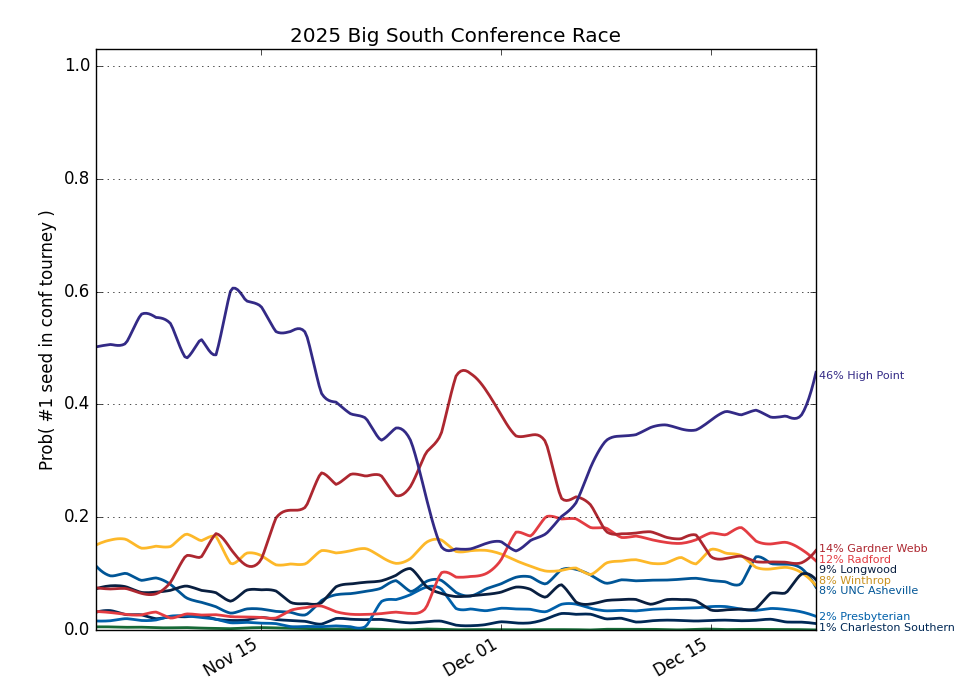 2025 Big South Conference Race
Prob( #1 seed in conf tourney )
1.0
0.8
0.6
0.4
0.2
0.0
Nov 15
Dec 01
Dec 15
46% High Point
14% Gardner Webb
12% Radford
9% Longwood
8% Winthrop
8% UNC Asheville
2% Presbyterian
1% Charleston Southern